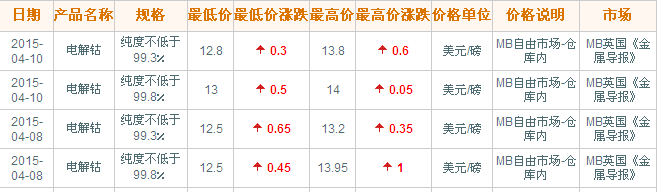 日期 产品名称 规格 最低价 最低价涨跌 最高价 最高价涨跌 价格单位 价格说明 市场
2015-04-10 电解钴 纯度不低于99.3% 12.8 0.3 13.8 0.6 美元/磅 MB自由市场-仓库内 MB英国《金属导报》
2015-04-10 电解钴 纯度不低于99.8% 13 0.5 14 0.05 美元/磅 MB自由市场-仓库内 MB英国《金属导报》
2015-04-08 电解钴 纯度不低于99.3% 12.5 0.65 13.2 0.35 美元/磅 MB自由市场-仓库内 MB英国《金属导报》
2015-04-08 电解钴 纯度不低于99.8% 12.5 0.45 13.95 1 美元/磅 MB自由市场-仓库内 MB英国《金属导报》